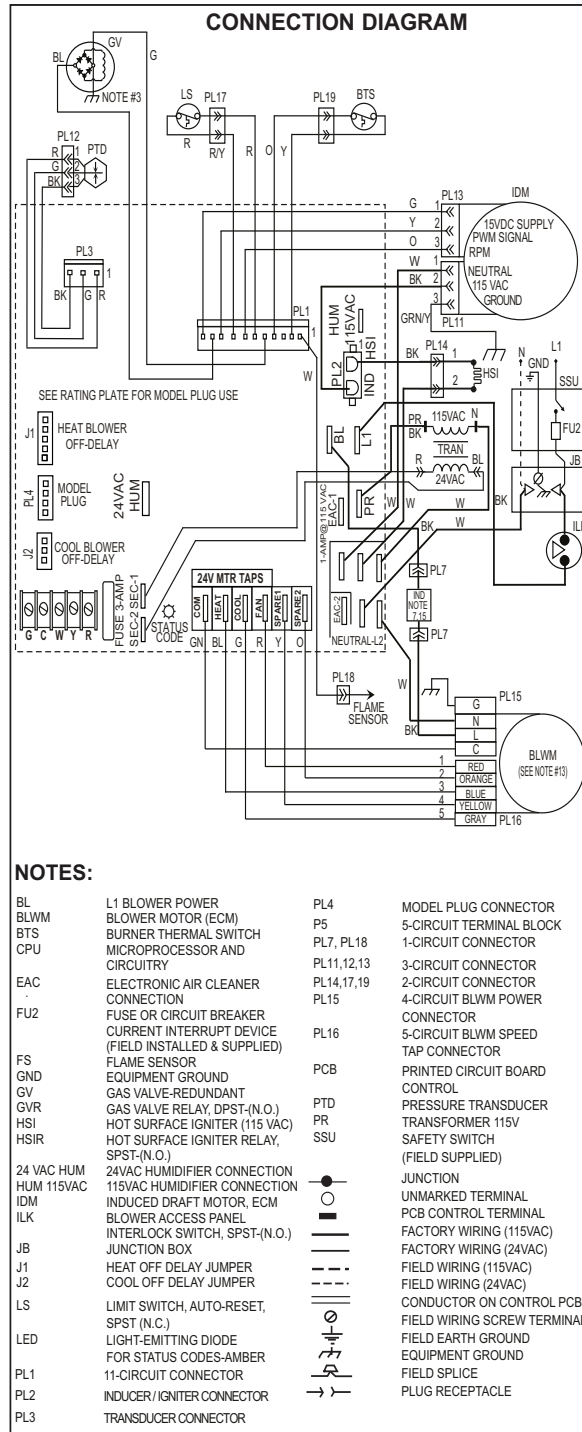 CONNECTION DIAGRAM
BL
GV
G
NOTE #3
LS
PL17
PL19
BTS
R
R/Y
R
O
Y
PL12
PTD
R
G
BK
1
2
3
PL3
1
BK
G
R
PL13
IDM
G
1
Y
2
O
3
W
1
BK
2
3
15VDC SUPPLY
PWM SIGNAL
RPM
NEUTRAL
115 VAC
GROUND
GRN/Y
PL11
PL1
1
W
HUM
115VAC
PL2
1
HSI
IND
BK
PL14
1
2
HSI
N
L1
GND
SSU
FU2
JB
ILK
SEE RATING PLATE FOR MODEL PLUG USE
J1
HEAT BLOWER
OFF-DELAY
PL4
MODEL
PLUG
J2
COOL BLOWER
OFF-DELAY
24VAC
HUM
BL
L1
PR
BK
115VAC
N
TRAN
24VAC
R
BL
PR
1-AMP@ 115 VAC
EAC-1
W
W
W
W
BK
BK
EAC-2
NEUTRAL-L2
FUSE 3-AMP
SEC-2 SEC-1
STATUS
CODE
G C W Y R
24V MTR TAPS
COM
HEAT
COOL
FAN
SPARE1
SPARE2
GN
BL
G
R
Y
O
PL7
IND
NOTE
7,15
PL7
PL18
FLAME
SENSOR
W
BK
PL15
G
N
L
C
1 RED
2 ORANGE
3 BLUE
4 YELLOW
5 GRAY
PL16
BLWM
(SEE NOTE #13)
NOTES:
BL L1 BLOWER POWER
BLWM BLOWER MOTOR (ECM)
BTS BURNER THERMAL SWITCH
CPU MICROPROCESSOR AND
CIRCUITRY
EAC ELECTRONIC AIR CLEANER
CONNECTION
FU2 FUSE OR CIRCUIT BREAKER
CURRENT INTERRUPT DEVICE
(FIELD INSTALLED & SUPPLIED)
FS FLAME SENSOR
GND EQUIPMENT GROUND
GV GAS VALVE-REDUNDANT
GVR GAS VALVE RELAY, DPST-(N.O.)
HSI HOT SURFACE IGNITER (115 VAC)
HSIR HOT SURFACE IGNITER RELAY,
SPST-(N.O.)
24 VAC HUM 24VAC HUMIDIFIER CONNECTION
HUM 115VAC 115VAC HUMIDIFIER CONNECTION
IDM INDUCED DRAFT MOTOR, ECM
ILK BLOWER ACCESS PANEL
INTERLOCK SWITCH, SPST-(N.O.)
JB JUNCTION BOX
J1 HEAT OFF DELAY JUMPER
J2 COOL OFF DELAY JUMPER
LS LIMIT SWITCH, AUTO-RESET,
SPST (N.C.)
LED LIGHT-EMITTING DIODE
FOR STATUS CODES-AMBER
PL1 11-CIRCUIT CONNECTOR
PL2 INDUCER / IGNITER CONNECTOR
PL3 TRANSDUCER CONNECTOR
PL4 MODEL PLUG CONNECTOR
P5 5-CIRCUIT TERMINAL BLOCK
PL7, PL18 1-CIRCUIT CONNECTOR
PL11,12,13 3-CIRCUIT CONNECTOR
PL14,17,19 2-CIRCUIT CONNECTOR
PL15 4-CIRCUIT BLWM POWER
CONNECTOR
PL16 5-CIRCUIT BLWM SPEED
TAP CONNECTOR
PCB PRINTED CIRCUIT BOARD
CONTROL
PTD PRESSURE TRANSDUCER
PR TRANSFORMER 115V
SSU SAFETY SWITCH
(FIELD SUPPLIED)
JUNCTION
UNMARKED TERMINAL
PCB CONTROL TERMINAL
FACTORY WIRING (115VAC)
FACTORY WIRING (24VAC)
FIELD WIRING (115VAC)
FIELD WIRING (24VAC)
CONDUCTOR ON CONTROL PCB
FIELD WIRING SCREW TERMINAL
FIELD EARTH GROUND
EQUIPMENT GROUND
FIELD SPLICE
PLUG RECEPTACLE